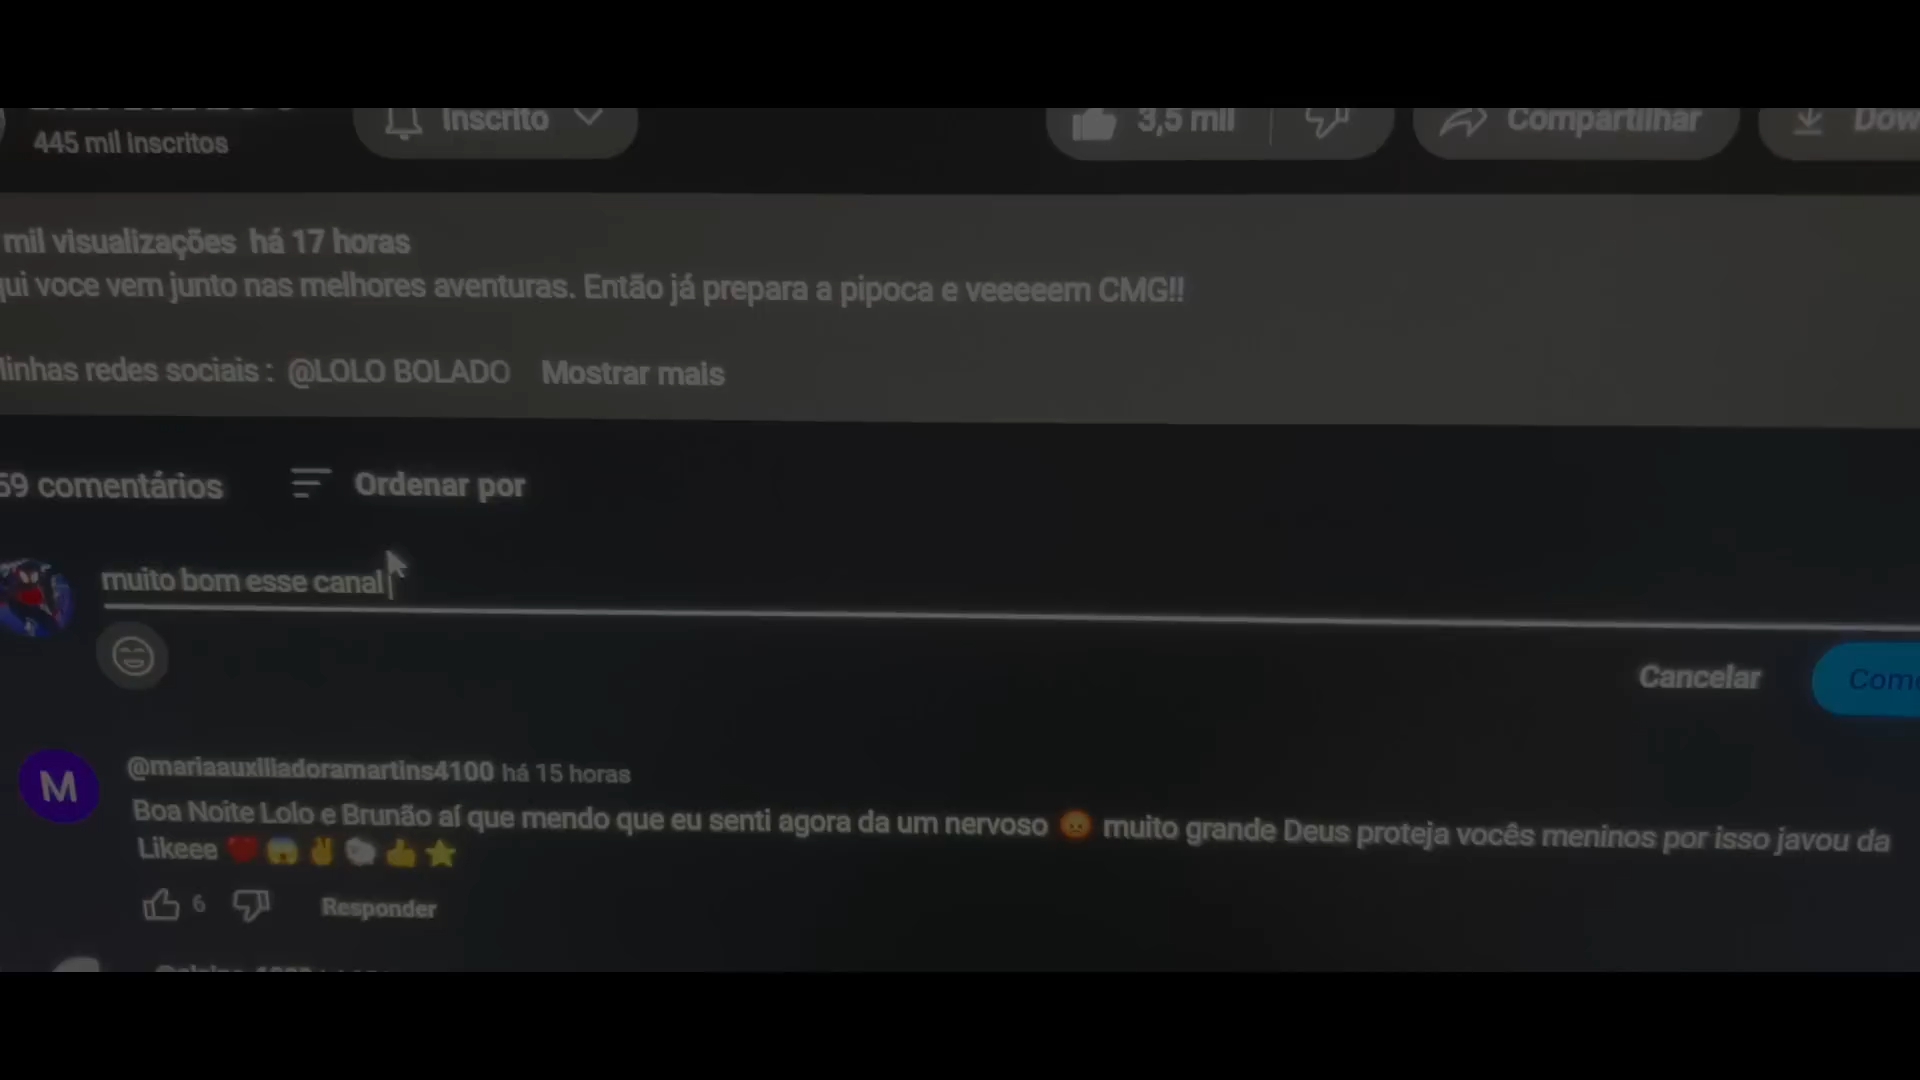 445 mil inscritos
Inscrito
3,5 mil
Compartilhar
mil visualizações há 17 horas
qui voce vem junto nas melhores aventuras. Então já prepara a pipoca e veeeeem CMG!!
Minhas redes sociais : @LOLO BOLADO Mostrar mais
59 comentários
Ordenar por
muito bom esse canal
Cancelar
M
@mariaauxiliadoramartins4100 há 15 horas
Boa Noite Lolo e Brunão aí que mendo que eu senti agora da um nervoso 😡 muito grande Deus proteja vocês meninos por isso javou da
Likeee ❤️😱✌️👏👍⭐
6
Responder